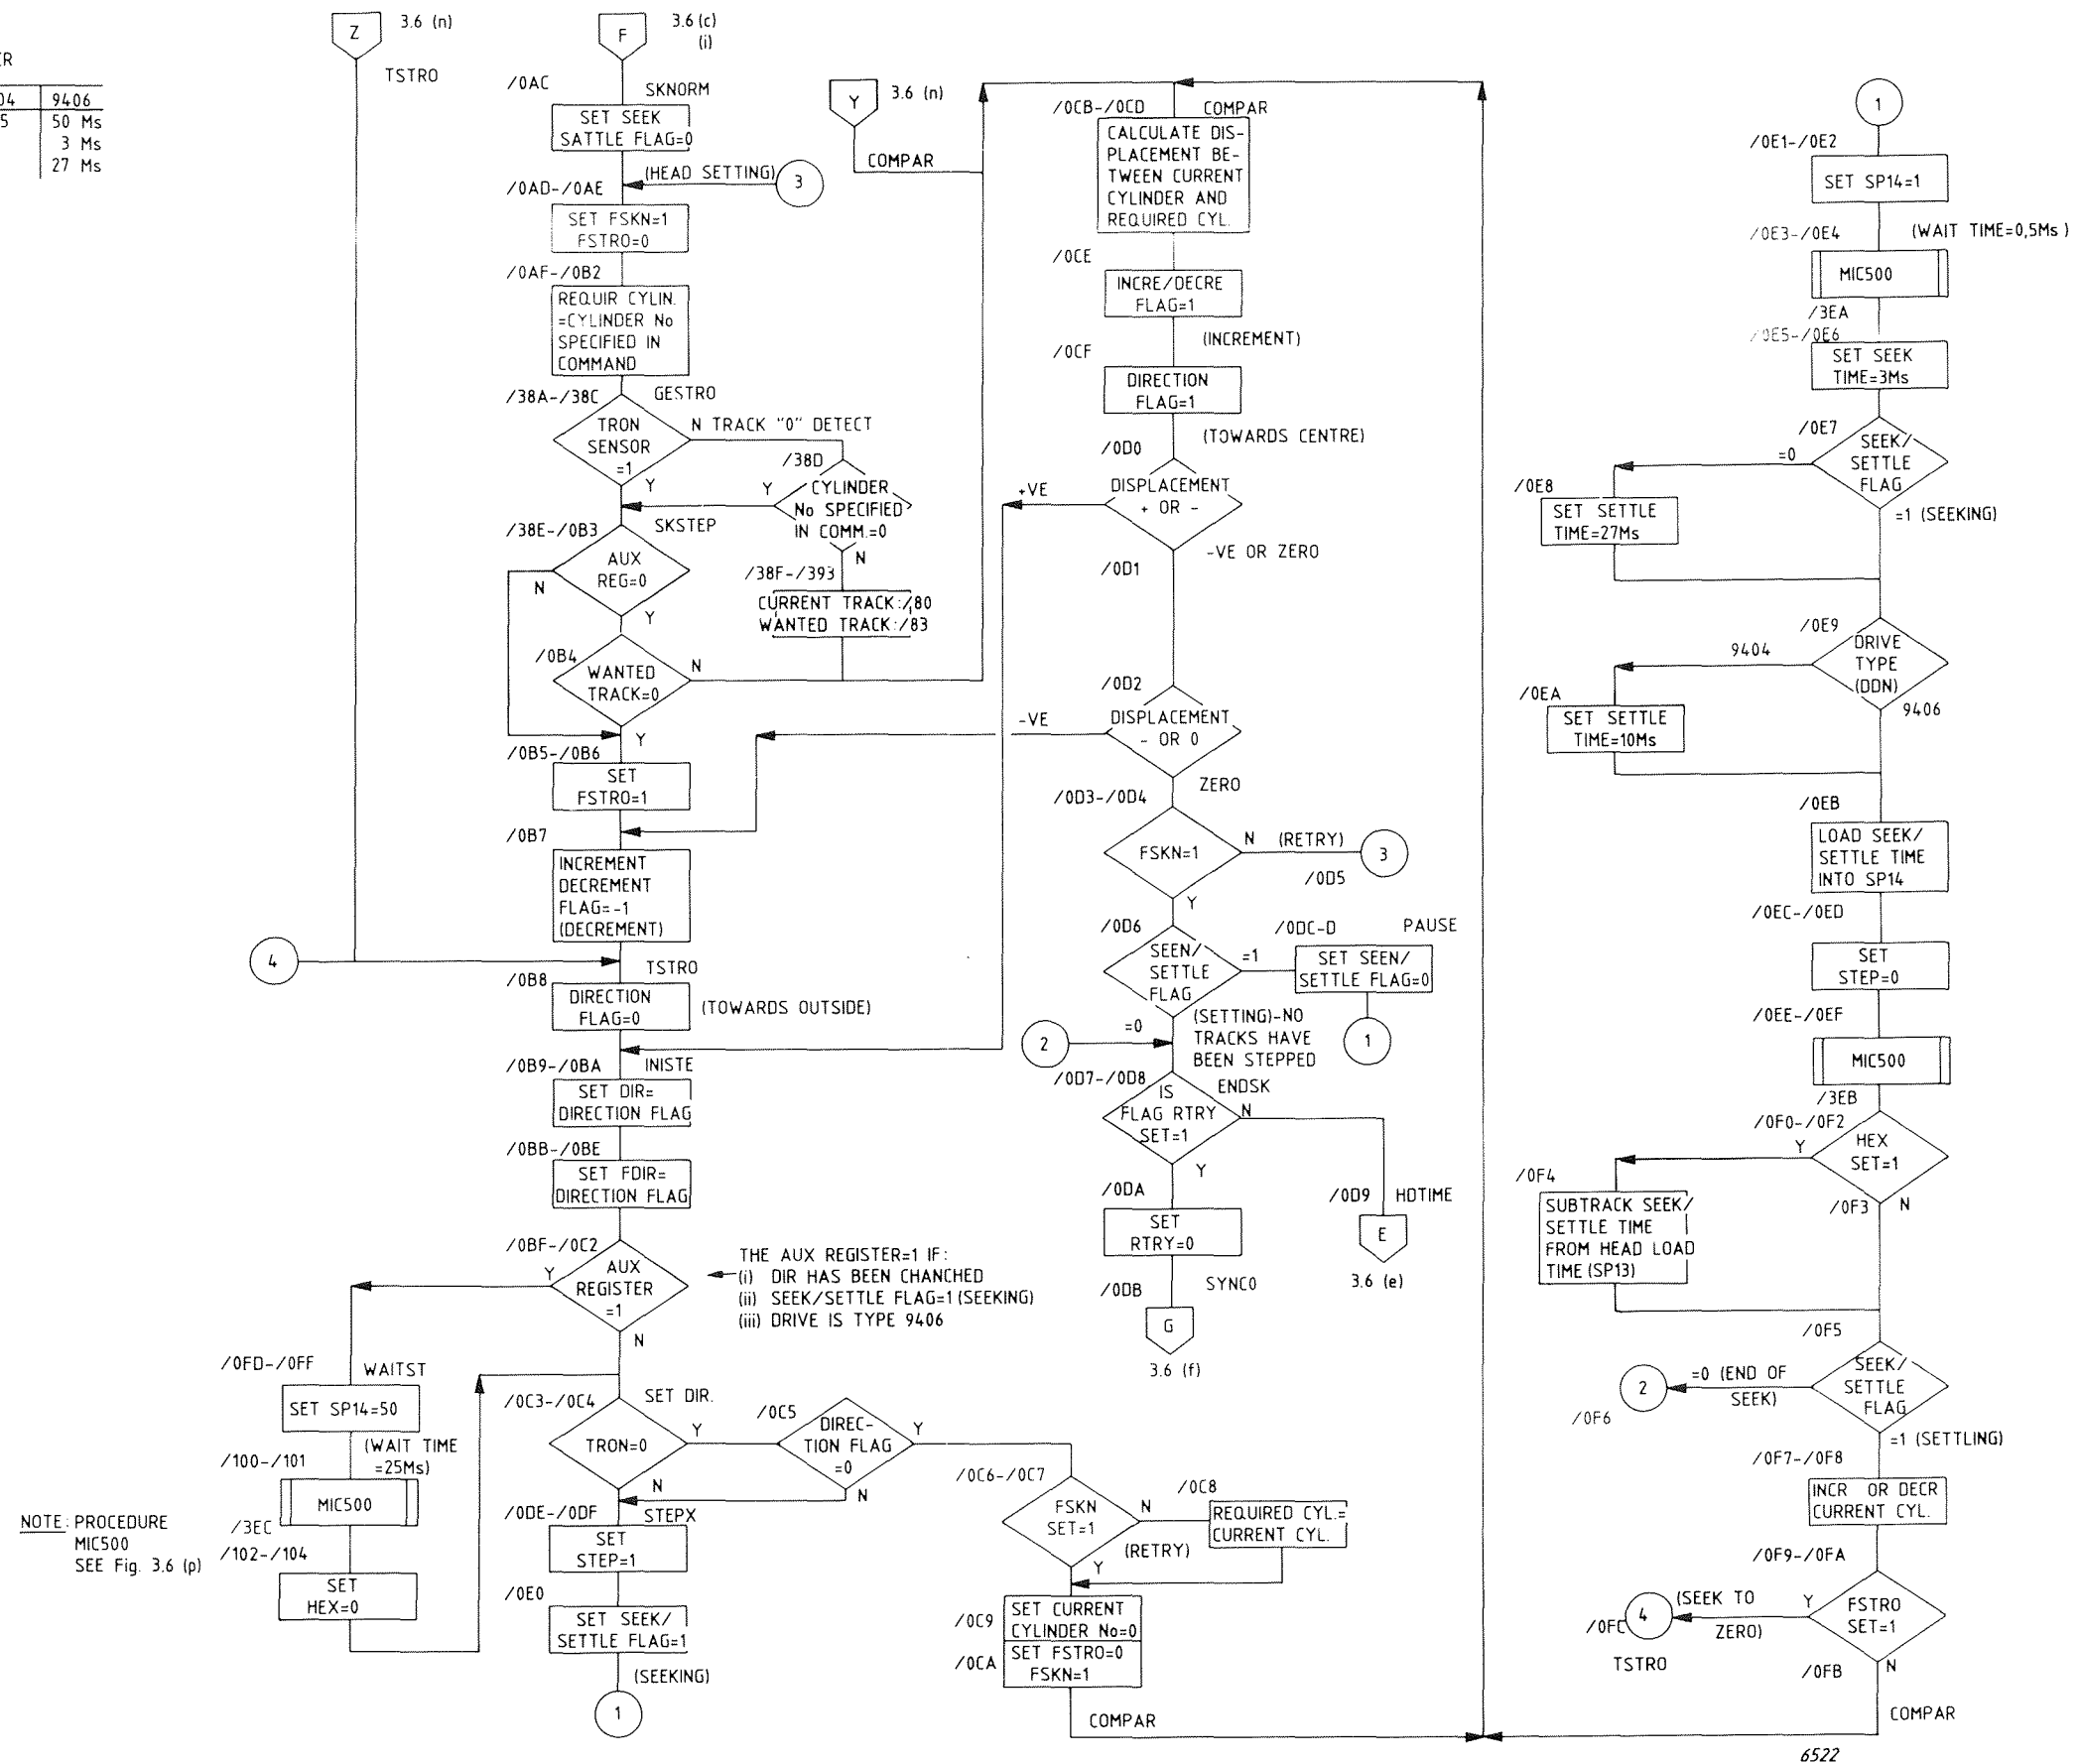 ER
04 9406
5 50 Ms
3 Ms
27 Ms
Z
3.6 (n)
TSTRO
F
3.6 (c)
(i)
/0AC
SKNORM
SET SEEK
SATTLE FLAG=0
(HEAD SETTING)
3
/0AD-/0AE
SET FSKN=1
FSTRO=0
/0AF-/0B2
REQUIR CYLIN.
=CYLINDER No
SPECIFIED IN
COMMAND
/38A-/38C
GESTRO
TRON
SENSOR
=1
N TRACK "0" DETECT
Y
/38D
CYLINDER
No SPECIFIED
IN COMM.=0
Y
N
/38E-/0B3
SKSTEP
AUX
REG=0
N
Y
/38F-/393
CURRENT TRACK:/80
WANTED TRACK:/83
/0B4
WANTED
TRACK=0
N
Y
/0B5-/0B6
SET
FSTRO=1
/0B7
INCREMENT
DECREMENT
FLAG=-1
(DECREMENT)
4
TSTRO
/0B8
DIRECTION
FLAG=0
(TOWARDS OUTSIDE)
/0B9-/0BA
INISTE
SET DIR=
DIRECTION FLAG
/0BB-/0BE
SET FDIR=
DIRECTION FLAG
/0BF-/0C2
AUX
REGISTER
=1
Y
N
THE AUX REGISTER=1 IF:
(i) DIR HAS BEEN CHANCHED
(ii) SEEK/SETTLE FLAG=1(SEEKING)
(iii) DRIVE IS TYPE 9406
/0FD-/0FF
WAITST
SET SP14=50
(WAIT TIME
=25Ms)
/100-/101
MIC500
/3EC
/102-/104
SET
HEX=0
NOTE: PROCEDURE
MIC500
SEE Fig. 3.6 (p)
/0C3-/0C4
SET DIR.
TRON=0
Y
N
/0C5
DIREC-
TION FLAG
=0
Y
N
/0DE-/0DF
STEPX
SET
STEP=1
/0E0
SET SEEK/
SETTLE FLAG=1
(SEEKING)
1
/0C6-/0C7
FSKN
SET=1
N
(RETRY)
Y
/0C8
REQUIRED CYL.=
CURRENT CYL.
/0C9
SET CURRENT
CYLINDER No=0
/0CA
SET FSTRO=0
FSKN=1
COMPAR
Y
3.6 (n)
COMPAR
/0CB-/0CD
COMPAR
CALCULATE DIS-
PLACEMENT BE-
TWEEN CURRENT
CYLINDER AND
REQUIRED CYL.
/0CE
INCRE/DECRE
FLAG=1
(INCREMENT)
/0CF
DIRECTION
FLAG=1
(TOWARDS CENTRE)
/0D0
DISPLACEMENT
+ OR -
+VE
-VE OR ZERO
/0D1
/0D2
DISPLACEMENT
- OR 0
-VE
ZERO
/0D3-/0D4
FSKN=1
N (RETRY)
3
/0D5
Y
/0D6
SEEN/
SETTLE
FLAG
=1
/0DC-D
PAUSE
SET SEEN/
SETTLE FLAG=0
1
=0
(SETTING)-NO
TRACKS HAVE
BEEN STEPPED
2
/0D7-/0D8
ENDSK
IS
FLAG RTRY
SET=1
N
Y
/0DA
SET
RTRY=0
/0D9
HDTIME
E
3.6 (e)
/0DB
SYNC0
G
3.6 (f)
1
/0E1-/0E2
SET SP14=1
/0E3-/0E4
(WAIT TIME=0,5Ms)
MIC500
/3EA
/0E5-/0E6
SET SEEK
TIME=3Ms
/0E7
SEEK/
SETTLE
FLAG
=0
=1 (SEEKING)
/0E8
SET SETTLE
TIME=27Ms
/0E9
DRIVE
TYPE
(DDN)
9404
9406
/0EA
SET SETTLE
TIME=10Ms
/0EB
LOAD SEEK/
SETTLE TIME
INTO SP14
/0EC-/0ED
SET
STEP=0
/0EE-/0EF
MIC500
/3EB
/0F0-/0F2
HEX
SET=1
Y
/0F3
N
/0F4
SUBTRACK SEEK/
SETTLE TIME
FROM HEAD LOAD
TIME(SP13)
/0F5
SEEK/
SETTLE
FLAG
=0 (END OF
SEEK)
2
/0F6
=1 (SETTLING)
/0F7-/0F8
INCR OR DECR
CURRENT CYL.
/0F9-/0FA
FSTRO
SET=1
Y
(SEEK TO
ZERO)
4
/0FC
TSTRO
/0FB
N
COMPAR
6522